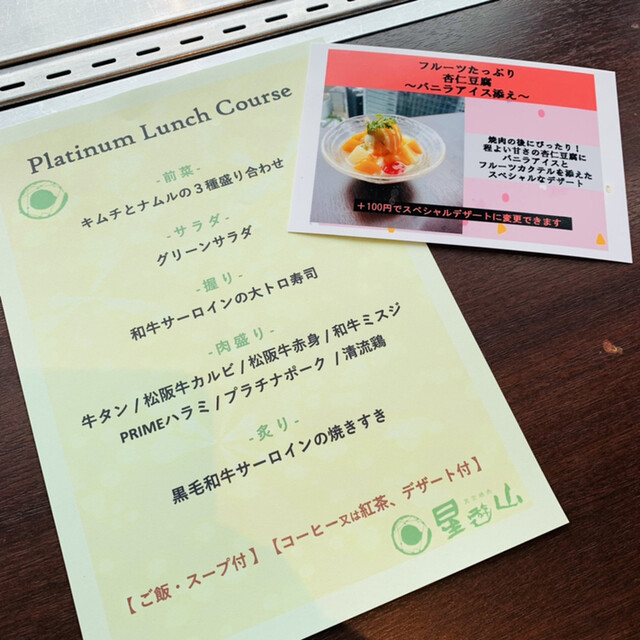 Platinum Lunch Course
-前菜-
キムチとナムルの３種盛り合わせ
-サラダ-
グリーンサラダ
-握り-
和牛サーロインの大トロ寿司
-肉盛り-
牛タン / 松阪牛カルビ / 松阪牛赤身 / 和牛ミスジ
PRIMEハラミ / プラチナポーク / 清流鶏
-炙り-
黒毛和牛サーロインの焼きすき
【ご飯・スープ付】【コーヒー又は紅茶、デザート付】
フルーツたっぷり
杏仁豆腐
～バニラアイス添え～
焼肉の後にぴったり！
程よい甘さの杏仁豆腐に
バニラアイスと
フルーツカクテルを添えた
スペシャルなデザート
＋100円でスペシャルデザートに変更できます